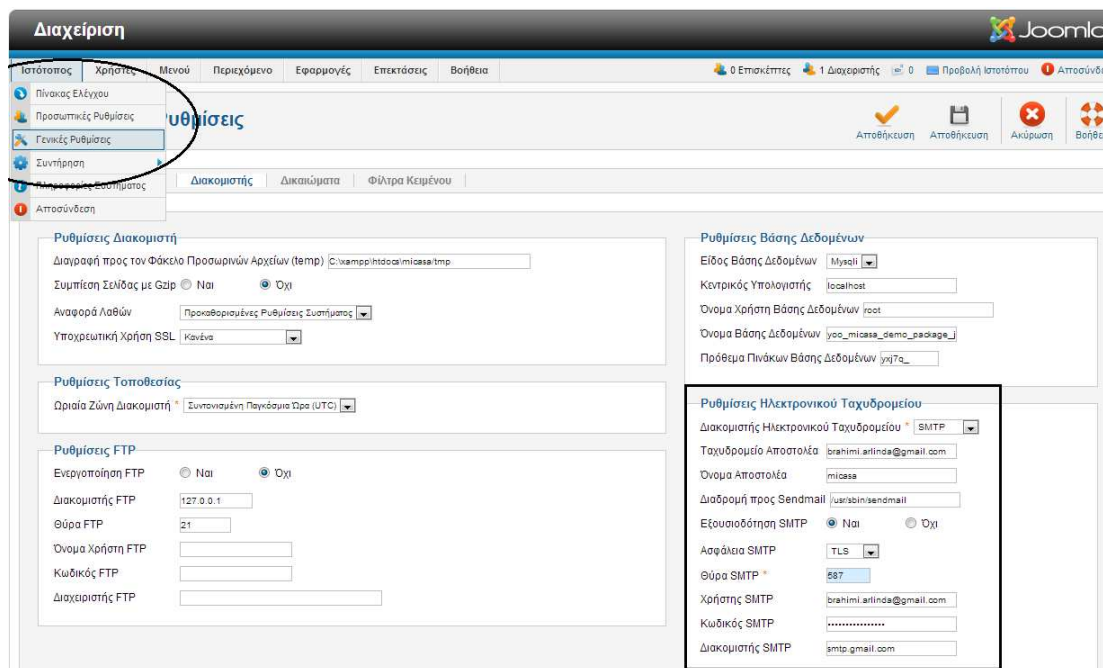 Διαχείριση
Joomla
Ιστότοπος Χρήστες Μενού Περιεχόμενο Εφαρμογές Επεκτάσεις Βοήθεια
0 Επισκέπτες 1 Διαχειριστής 0 Προβολή Ιστοτόπου Αποσύνδε
Πίνακας Ελέγχου
Προσωπικές Ρυθμίσεις
Γενικές Ρυθμίσεις
Συντήρηση
Πληροφορίες Συστήματος
Αποσύνδεση
υθμίσεις
Αποθήκευση Αποθήκευση Ακύρωση Βοήθε
Διακομιστής Δικαιώματα Φίλτρα Κειμένου
Ρυθμίσεις Διακομιστή
Διαγραφή προς τον Φάκελο Προσωρινών Αρχείων (temp) C:\xampp\htdocs\micasa/tmp
Συμπίεση Σελίδας με Gzip Ναι Όχι
Αναφορά Λαθών Προκαθορισμένες Ρυθμίσεις Συστήματος
Υποχρεωτική Χρήση SSL Κανένα
Ρυθμίσεις Τοποθεσίας
Ωριαία Ζώνη Διακομιστή * Συντονισμένη Παγκόσμια Ώρα (UTC)
Ρυθμίσεις FTP
Ενεργοποίηση FTP Ναι Όχι
Διακομιστής FTP 127.0.0.1
Θύρα FTP 21
Όνομα Χρήστη FTP
Κωδικός FTP
Διαχειριστής FTP
Ρυθμίσεις Βάσης Δεδομένων
Είδος Βάσης Δεδομένων Mysqli
Κεντρικός Υπολογιστής localhost
Όνομα Χρήστη Βάσης Δεδομένων root
Όνομα Βάσης Δεδομένων yoo_micasa_demo_package_j
Πρόθεμα Πινάκων Βάσης Δεδομένων yxj7q_
Ρυθμίσεις Ηλεκτρονικού Ταχυδρομείου
Διακομιστής Ηλεκτρονικού Ταχυδρομείου * SMTP
Ταχυδρομείο Αποστολέα brahimi.arlinda@gmail.com
Όνομα Αποστολέα micasa
Διαδρομή προς Sendmail /usr/sbin/sendmail
Εξουσιοδότηση SMTP Ναι Όχι
Ασφάλεια SMTP TLS
Θύρα SMTP * 587
Χρήστης SMTP brahimi.arlinda@gmail.com
Κωδικός SMTP ••••••••••••••••
Διακομιστής SMTP smtp.gmail.com